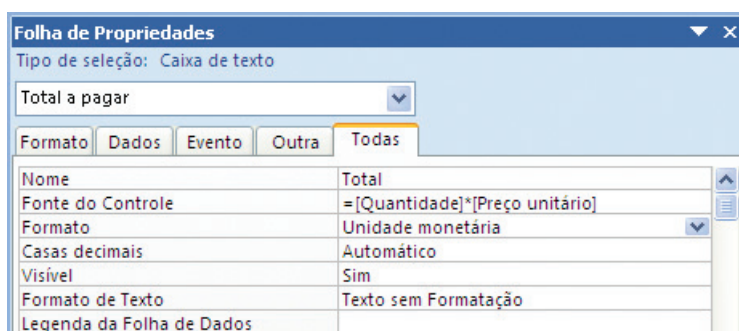 Folha de Propriedades
Tipo de seleção: Caixa de texto
Total a pagar
Formato Dados Evento Outra Todas
Nome Total
Fonte do Controle =[Quantidade]*[Preço unitário]
Formato Unidade monetária
Casas decimais Automático
Visível Sim
Formato de Texto Texto sem Formatação
Legenda da Folha de Dados